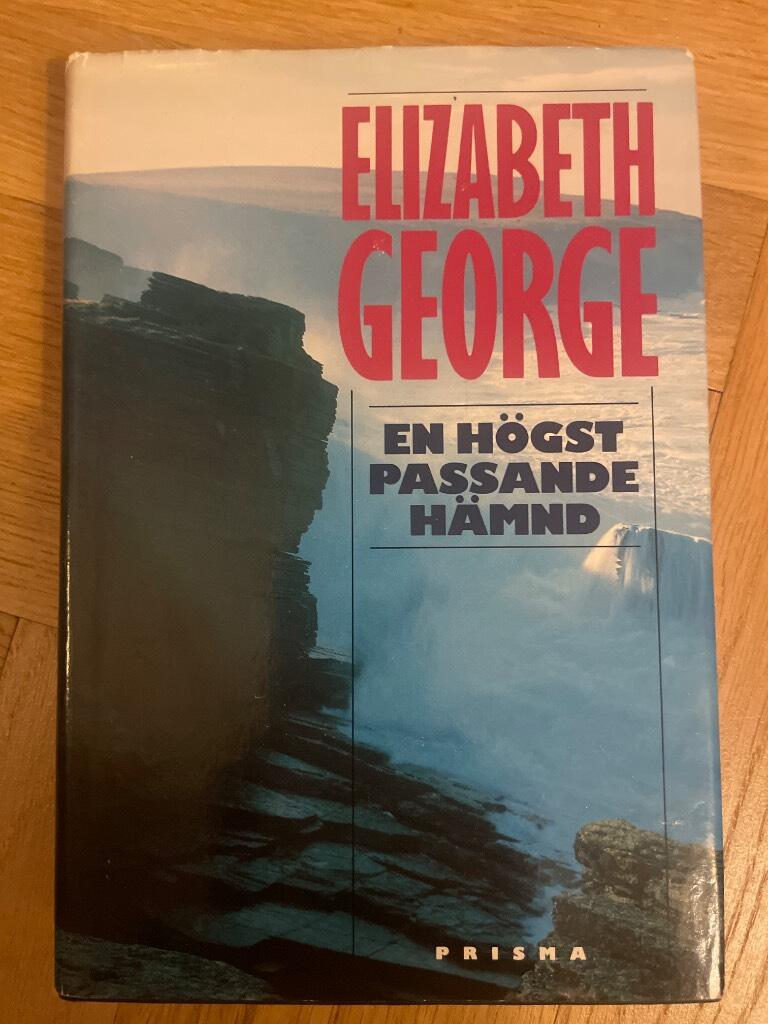 ELIZABETH
GEORGE
EN HÖGST
PASSANDE
HÄMND
PRISMA